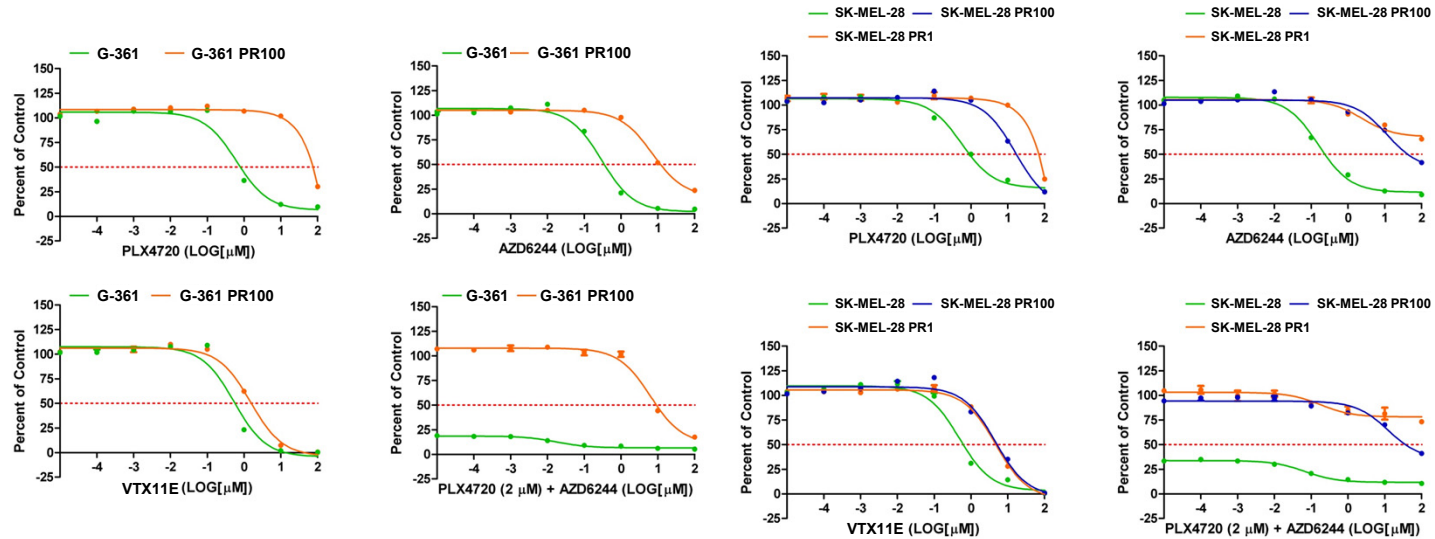 G-361 G-361 PR100
Percent of Control
150
125
100
75
50
25
0
-25
-4 -3 -2 -1 0 1 2
PLX4720 (LOG[μM])
G-361 G-361 PR100
Percent of Control
150
125
100
75
50
25
0
-25
-4 -3 -2 -1 0 1 2
AZD6244 (LOG[μM])
SK-MEL-28 SK-MEL-28 PR100
SK-MEL-28 PR1
Percent of Control
150
125
100
75
50
25
0
-25
-4 -3 -2 -1 0 1 2
PLX4720 (LOG[μM])
SK-MEL-28 SK-MEL-28 PR100
SK-MEL-28 PR1
Percent of Control
150
125
100
75
50
25
0
-25
-4 -3 -2 -1 0 1 2
AZD6244 (LOG[μM])
G-361 G-361 PR100
Percent of Control
150
125
100
75
50
25
0
-25
-4 -3 -2 -1 0 1 2
VTX11E (LOG[μM])
G-361 G-361 PR100
Percent of Control
150
125
100
75
50
25
0
-25
-4 -3 -2 -1 0 1 2
PLX4720 (2 μM) + AZD6244 (LOG[μM])
SK-MEL-28 SK-MEL-28 PR100
SK-MEL-28 PR1
Percent of Control
150
125
100
75
50
25
0
-25
-4 -3 -2 -1 0 1 2
VTX11E (LOG[μM])
SK-MEL-28 SK-MEL-28 PR100
SK-MEL-28 PR1
Percent of Control
150
125
100
75
50
25
0
-25
-4 -3 -2 -1 0 1 2
PLX4720 (2 μM) + AZD6244 (LOG[μM])